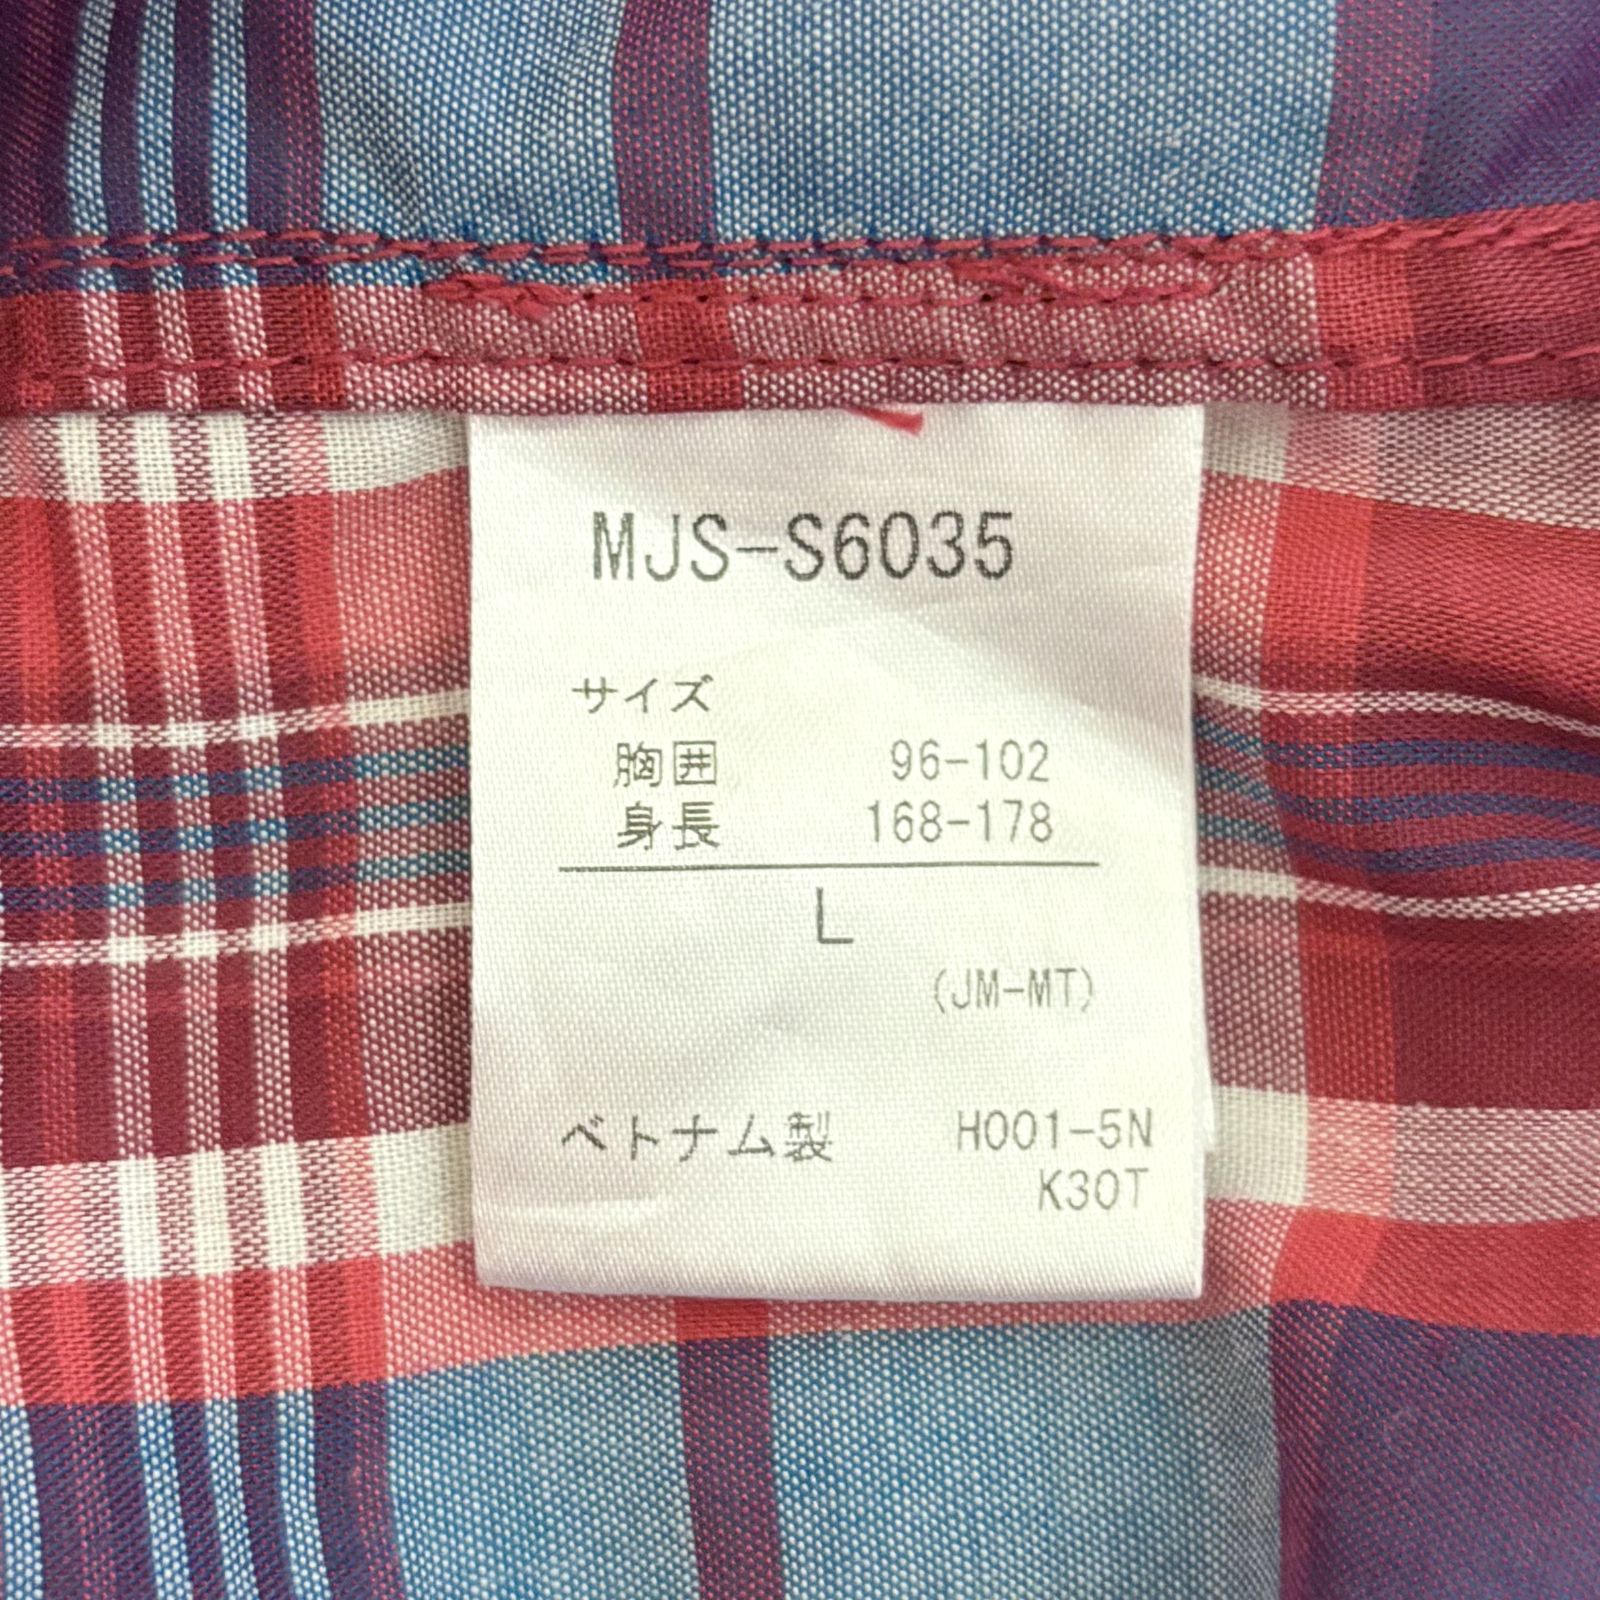 MJS-S6035
サイズ
胸囲 96-102
身長 168-178
L
(JM-MT)
ベトナム製 H001-5N
K30T